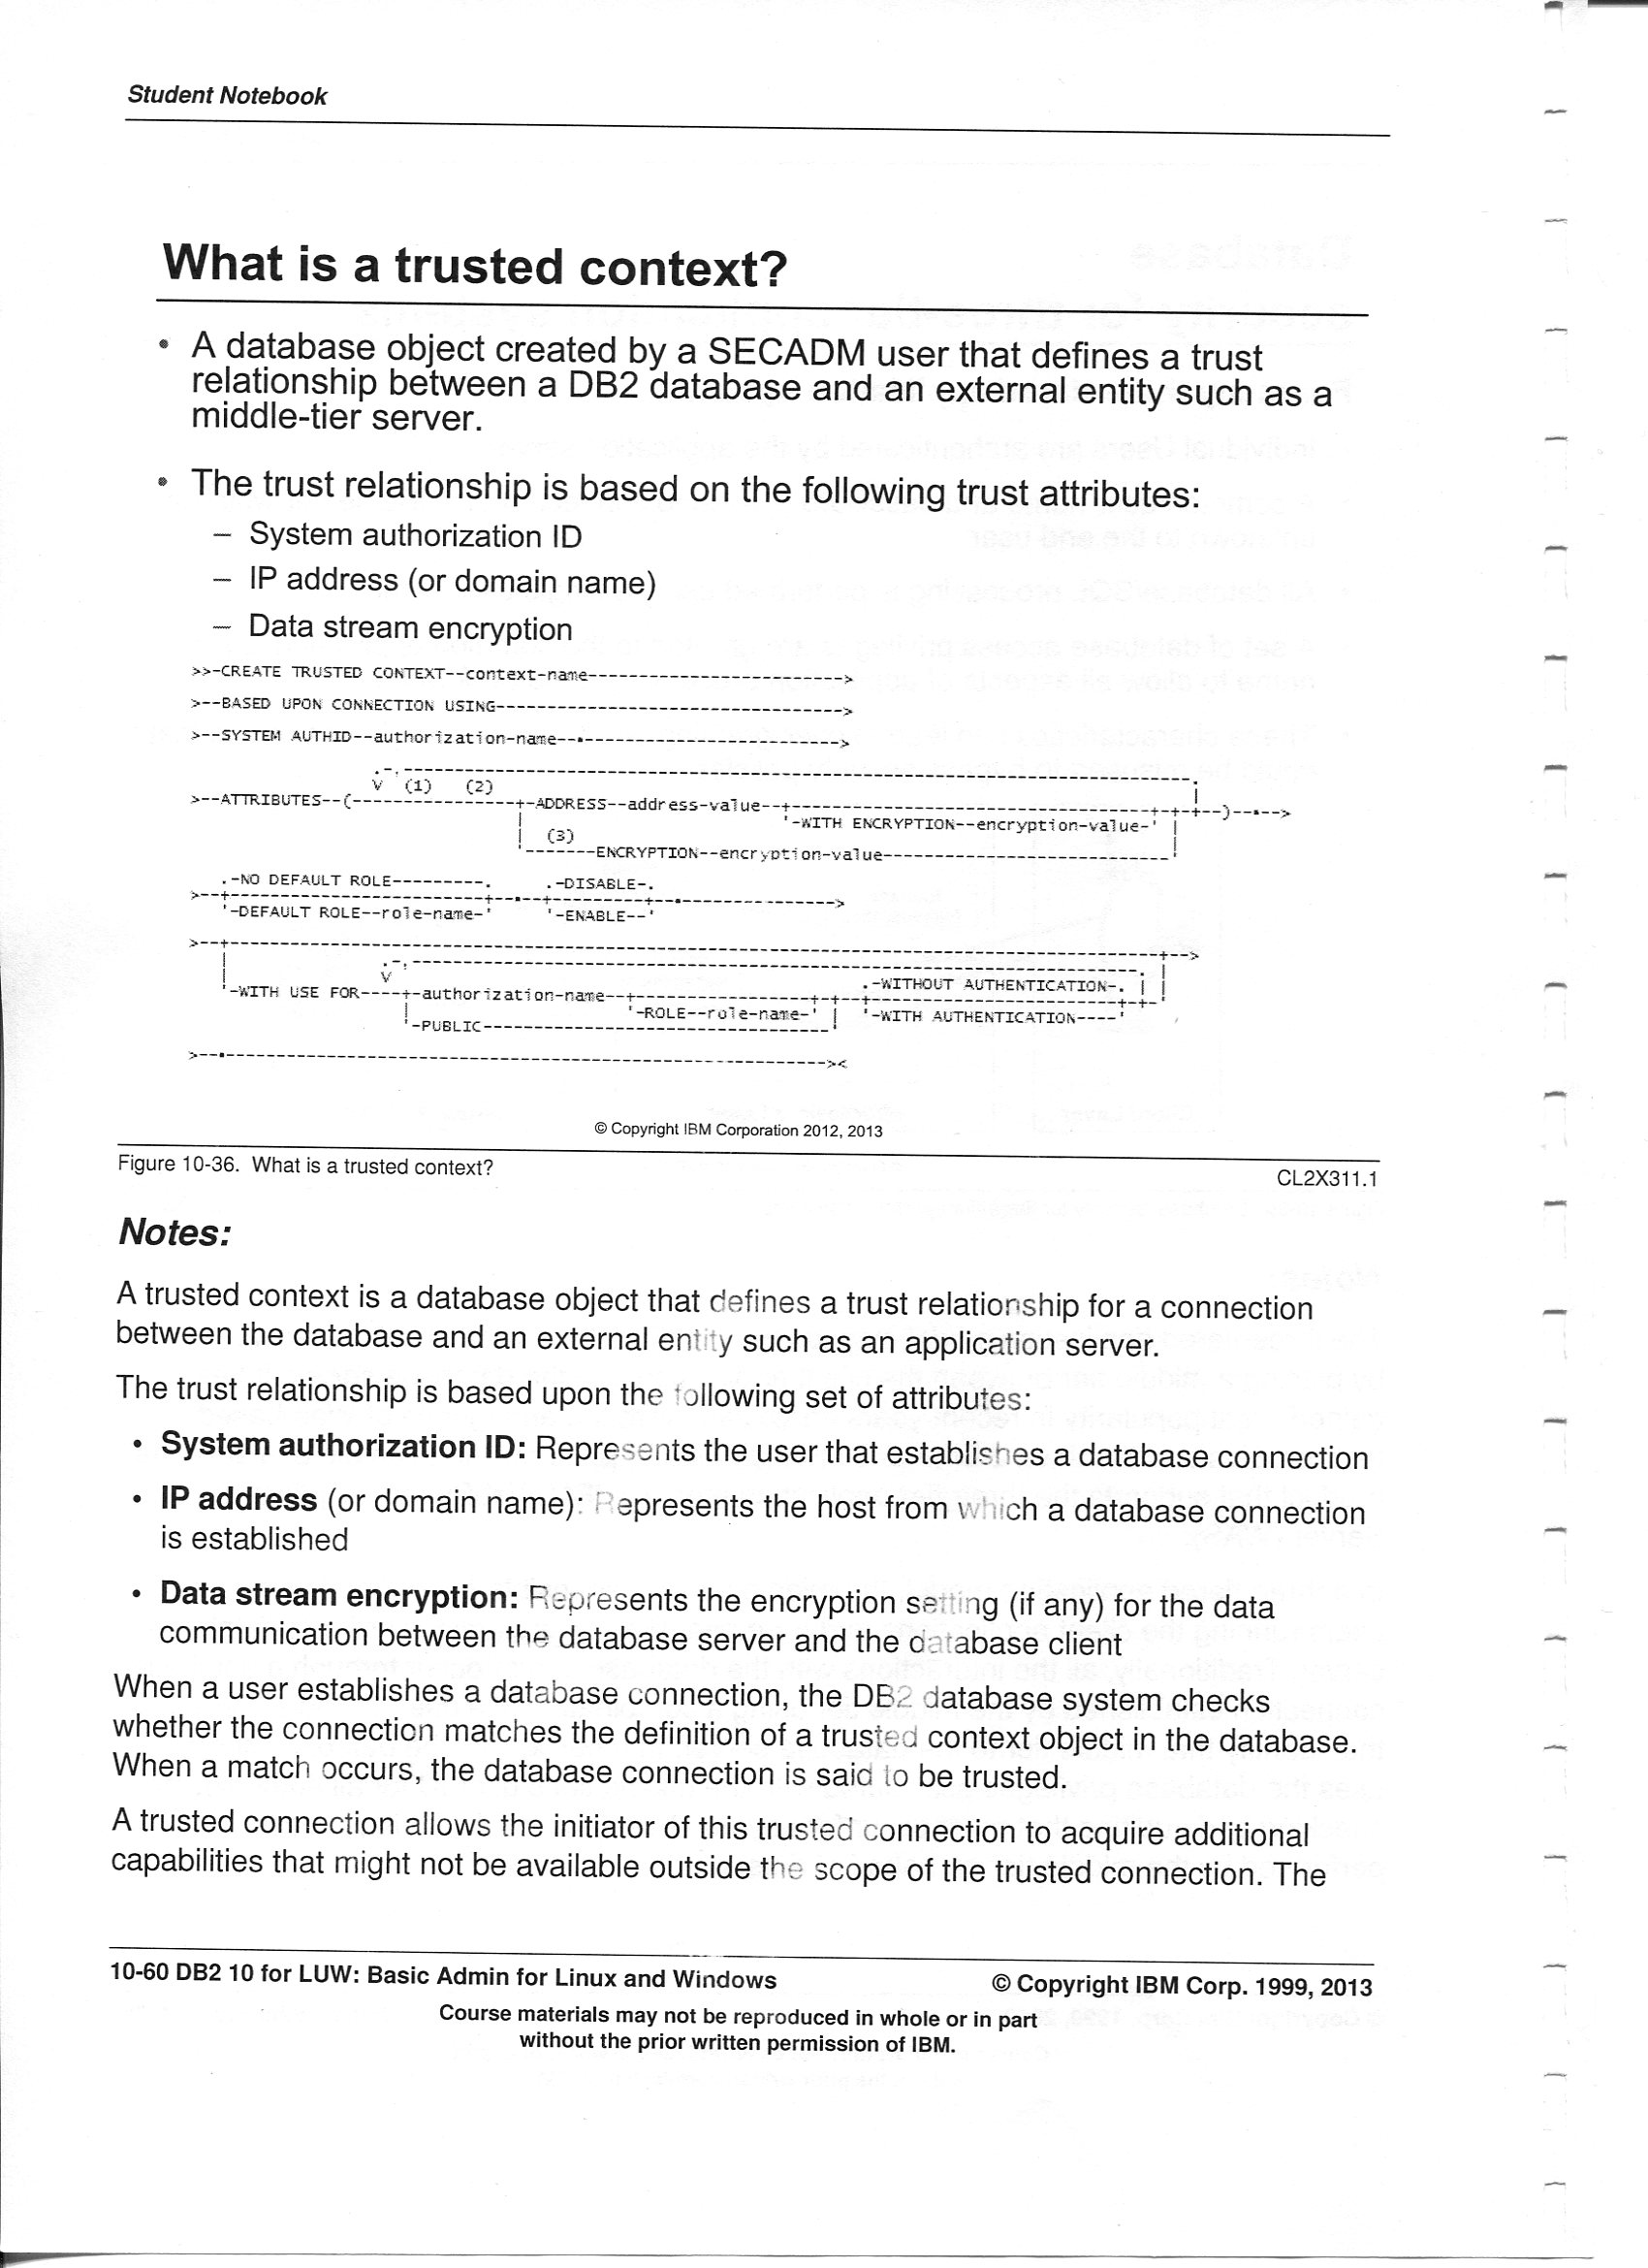 Student Notebook
What is a trusted context?
• A database object created by a SECADM user that defines a trust
relationship between a DB2 database and an external entity such as a
middle-tier server.
• The trust relationship is based on the following trust attributes:
– System authorization ID
– IP address (or domain name)
– Data stream encryption
>>-CREATE TRUSTED CONTEXT--context-name------------------------->
>---BASED UPON CONNECTION USING---------------------------------->
>---SYSTEM AUTHID--authorization-name--•------------------------->
.-,-----------------------------------------------------------------------------.
V (1) (2) |
>---ATTRIBUTES--(----------------+-ADDRESS--address-value--+-----------------------------------+-+-+--)--•--->
| '-WITH ENCRYPTION--encryption-value-' |
| (3) |
'-------ENCRYPTION--encryption-value----------------------------'
.-NO DEFAULT ROLE---------. .-DISABLE-.
>--+-------------------------+--•--+---------+--•--------------->
'-DEFAULT ROLE--role-name-' '-ENABLE--'
>--+-------------------------------------------------------------------------------------------+-->
| .-,----------------------------------------------------------------------. |
| V .-WITHOUT AUTHENTICATION-. | |
'-WITH USE FOR----+-authorization-name--+-----------------+-+--+------------------------+-+-'
| '-ROLE--role-name-' | '-WITH AUTHENTICATION----'
'-PUBLIC----------------------------------'
>--•----------------------------------------------------------><
© Copyright IBM Corporation 2012, 2013
Figure 10-36. What is a trusted context?
CL2X311.1
Notes:
A trusted context is a database object that defines a trust relationship for a connection
between the database and an external entity such as an application server.
The trust relationship is based upon the following set of attributes:
• System authorization ID: Represents the user that establishes a database connection
• IP address (or domain name): Represents the host from which a database connection
is established
• Data stream encryption: Represents the encryption setting (if any) for the data
communication between the database server and the database client
When a user establishes a database connection, the DB2 database system checks
whether the connection matches the definition of a trusted context object in the database.
When a match occurs, the database connection is said to be trusted.
A trusted connection allows the initiator of this trusted connection to acquire additional
capabilities that might not be available outside the scope of the trusted connection. The
10-60 DB2 10 for LUW: Basic Admin for Linux and Windows
© Copyright IBM Corp. 1999, 2013
Course materials may not be reproduced in whole or in part
without the prior written permission of IBM.